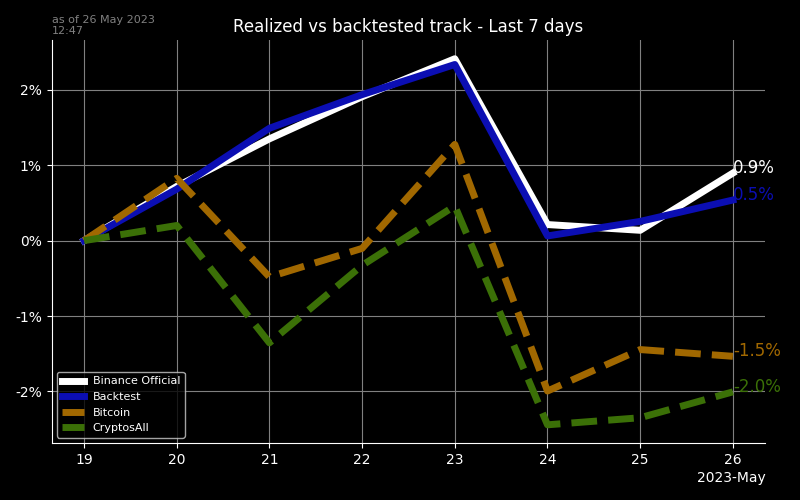 as of 26 May 2023
12:47
Realized vs backtested track - Last 7 days
2%
1%
0%
-1%
-2%
0.9%
0.5%
-1.5%
-2.0%
Binance Official
Backtest
Bitcoin
CryptosAll
19 20 21 22 23 24 25 26
2023-May